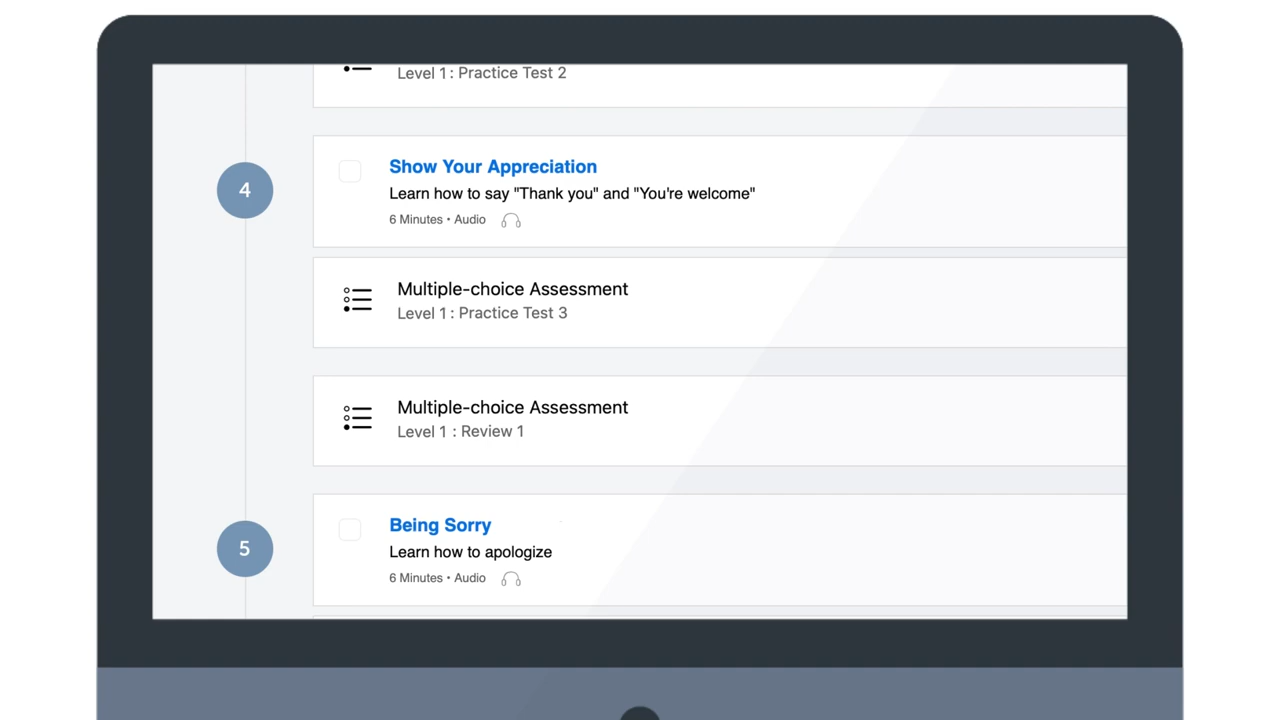 Level 1 : Practice Test 2
4
Show Your Appreciation
Learn how to say "Thank you" and "You're welcome"
6 Minutes • Audio
Multiple-choice Assessment
Level 1 : Practice Test 3
Multiple-choice Assessment
Level 1 : Review 1
5
Being Sorry
Learn how to apologize
6 Minutes • Audio